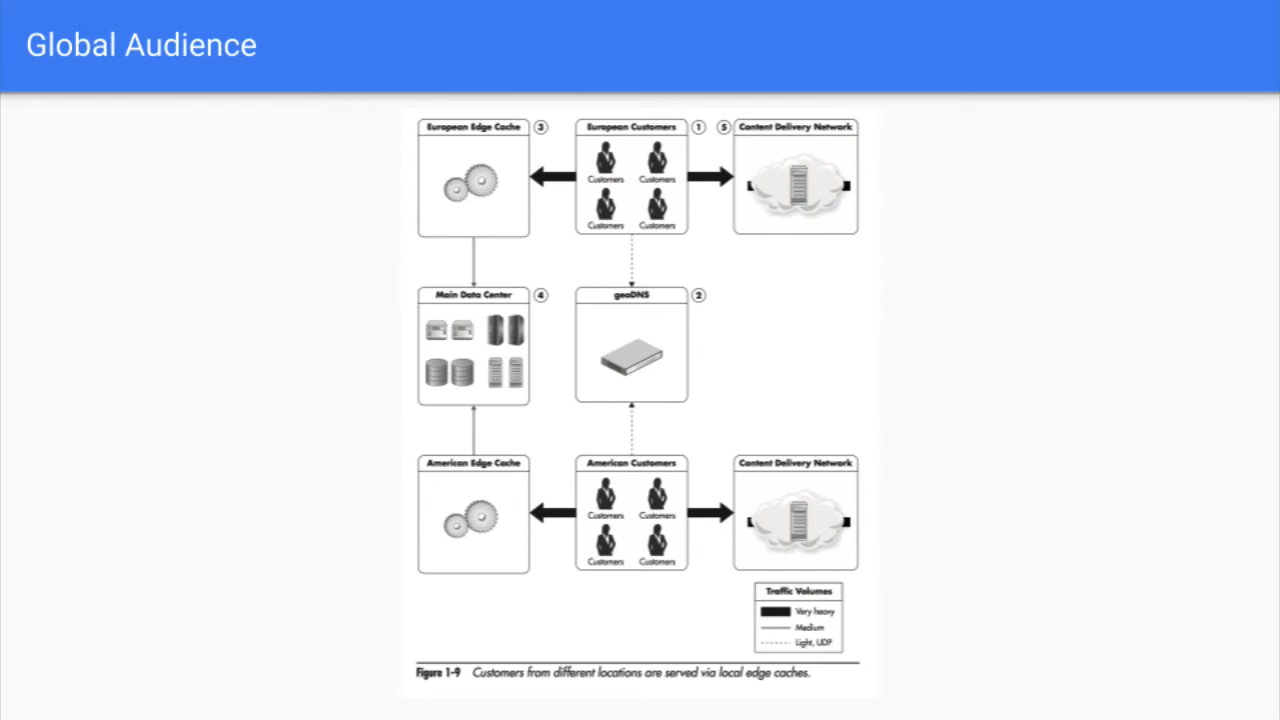 Global Audience
European Edge Cache
3
European Customers
1
5
Content Delivery Network
Customers
Customers
Customers
Customers
Main Data Center
4
geoDNS
2
American Edge Cache
American Customers
Content Delivery Network
Customers
Customers
Customers
Customers
Traffic Volumes
Very heavy
Medium
Light, UDP
Figure 1-9 Customers from different locations are served via local edge caches.